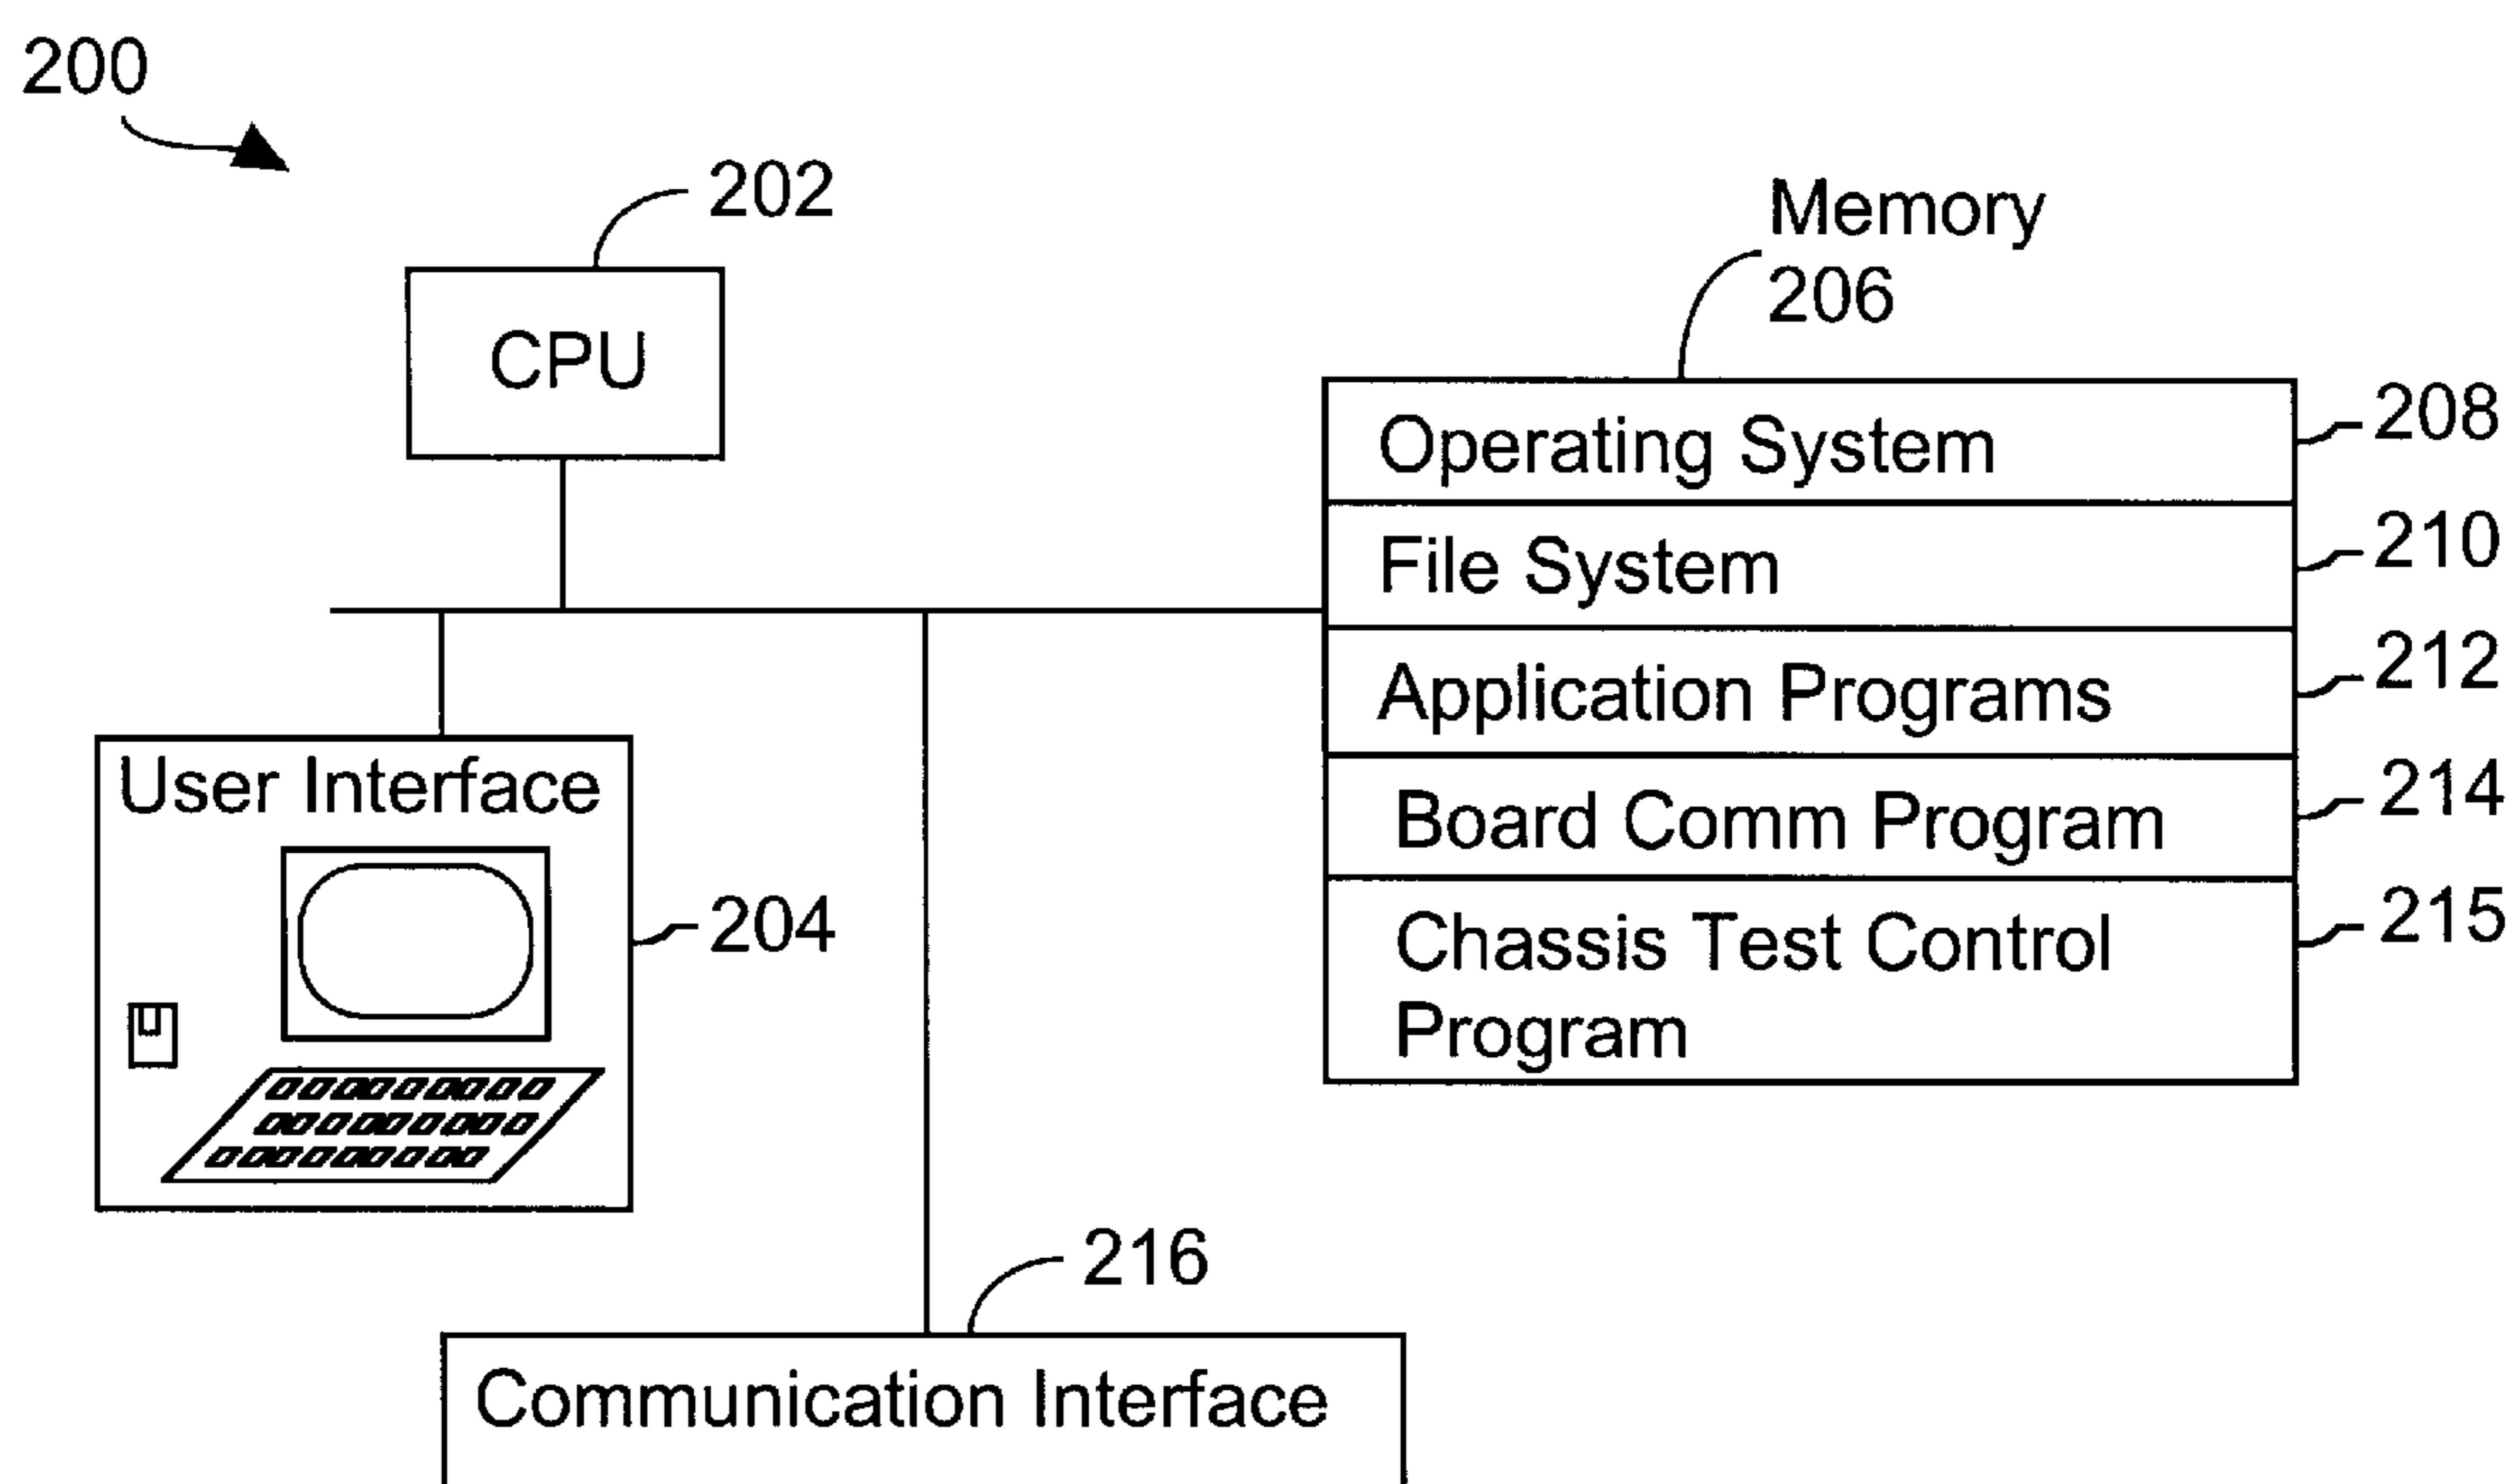 200
202
CPU
Memory
206
Operating System
208
File System
210
Application Programs
212
Board Comm Program
214
Chassis Test Control
Program
215
User Interface
204
216
Communication Interface